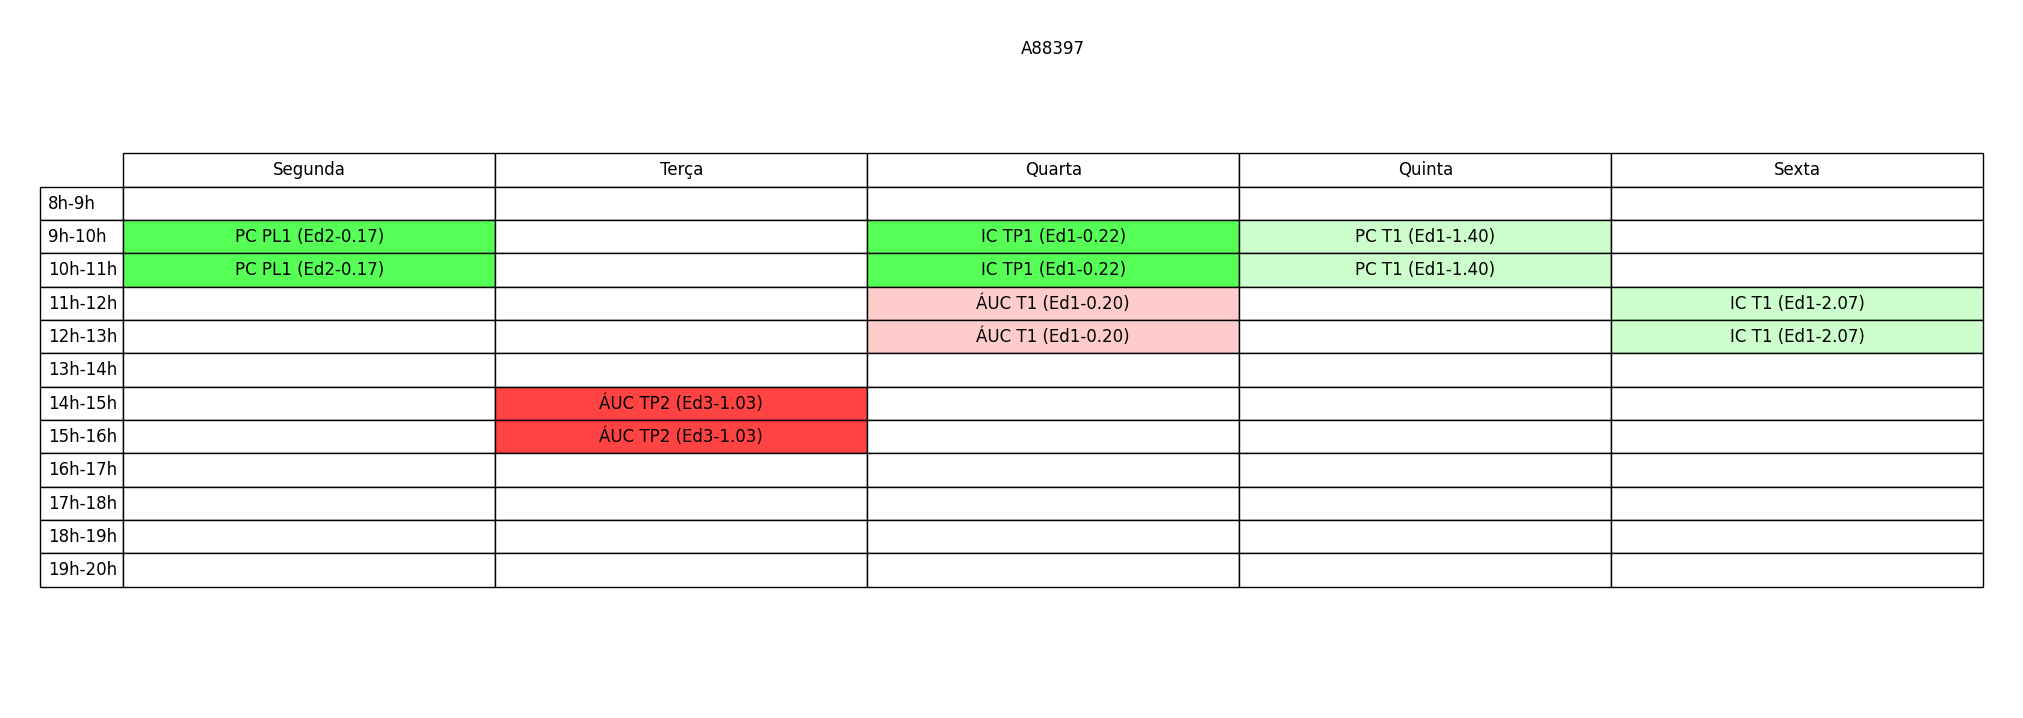 A88397
Segunda Terça Quarta Quinta Sexta
8h-9h
9h-10h PC PL1 (Ed2-0.17) IC TP1 (Ed1-0.22) PC T1 (Ed1-1.40)
10h-11h PC PL1 (Ed2-0.17) IC TP1 (Ed1-0.22) PC T1 (Ed1-1.40)
11h-12h ÁUC T1 (Ed1-0.20) IC T1 (Ed1-2.07)
12h-13h ÁUC T1 (Ed1-0.20) IC T1 (Ed1-2.07)
13h-14h
14h-15h ÁUC TP2 (Ed3-1.03)
15h-16h ÁUC TP2 (Ed3-1.03)
16h-17h
17h-18h
18h-19h
19h-20h